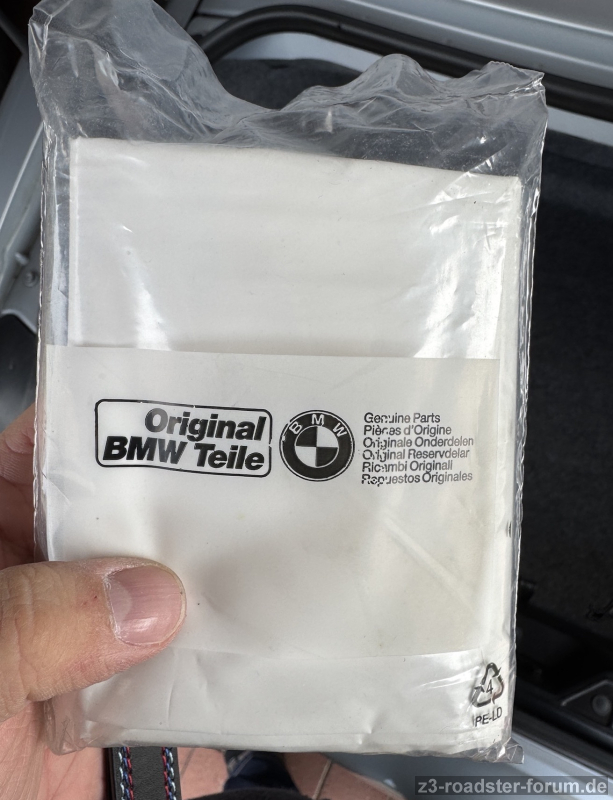 Original
BMW Teile
BMW
Genuine Parts
Pièces d'Origine
Originale Onderdelen
Original Reservdelar
Ricambi Originali
Repuestos Originales
4
PE-LD
z3-roadster-forum.de